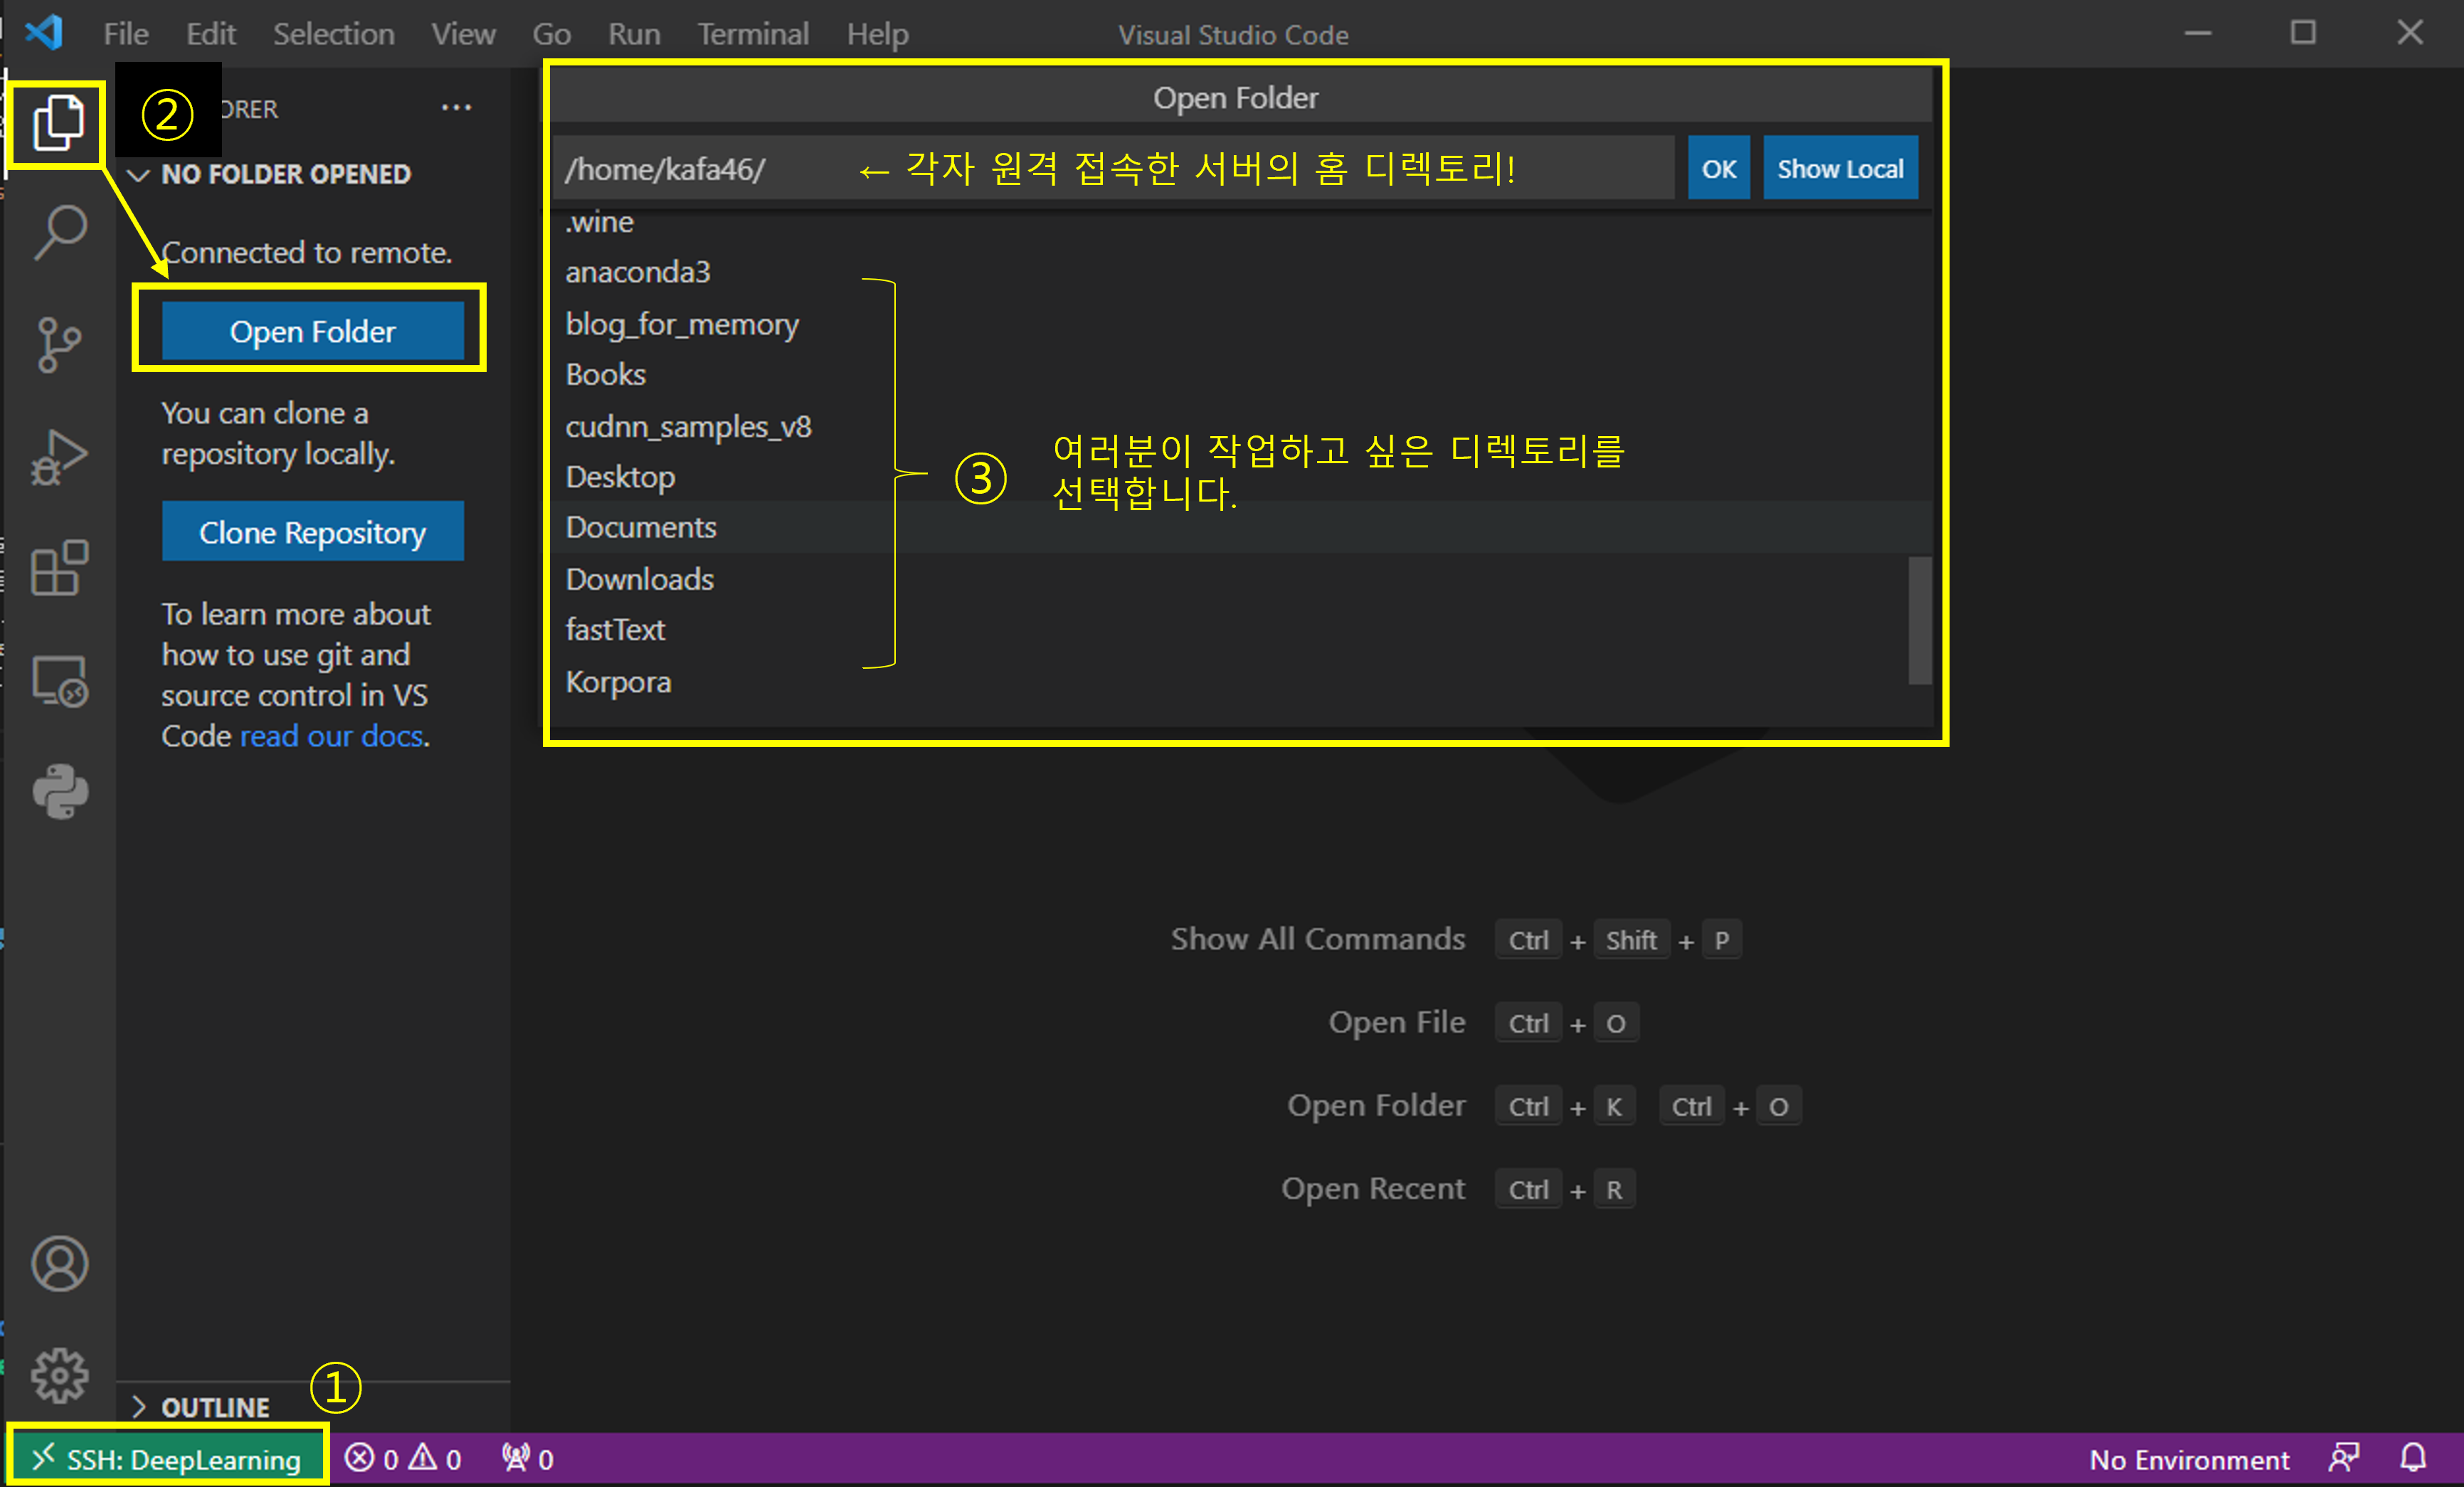 File Edit Selection View Go Run Terminal Help Visual Studio Code
②
ORER ···
NO FOLDER OPENED
Connected to remote.
Open Folder
You can clone a
repository locally.
Clone Repository
To learn more about
how to use git and
source control in VS
Code read our docs.
Open Folder
/home/kafa46/ ← 각자 원격 접속한 서버의 홈 디렉토리! OK Show Local
.wine
anaconda3
blog_for_memory
Books
cudnn_samples_v8
Desktop
Documents
Downloads
fastText
Korpora
③ 여러분이 작업하고 싶은 디렉토리를
선택합니다.
Show All Commands Ctrl + Shift + P
Open File Ctrl + O
Open Folder Ctrl + K Ctrl + O
Open Recent Ctrl + R
①
OUTLINE
SSH: DeepLearning 0 0 0 No Environment